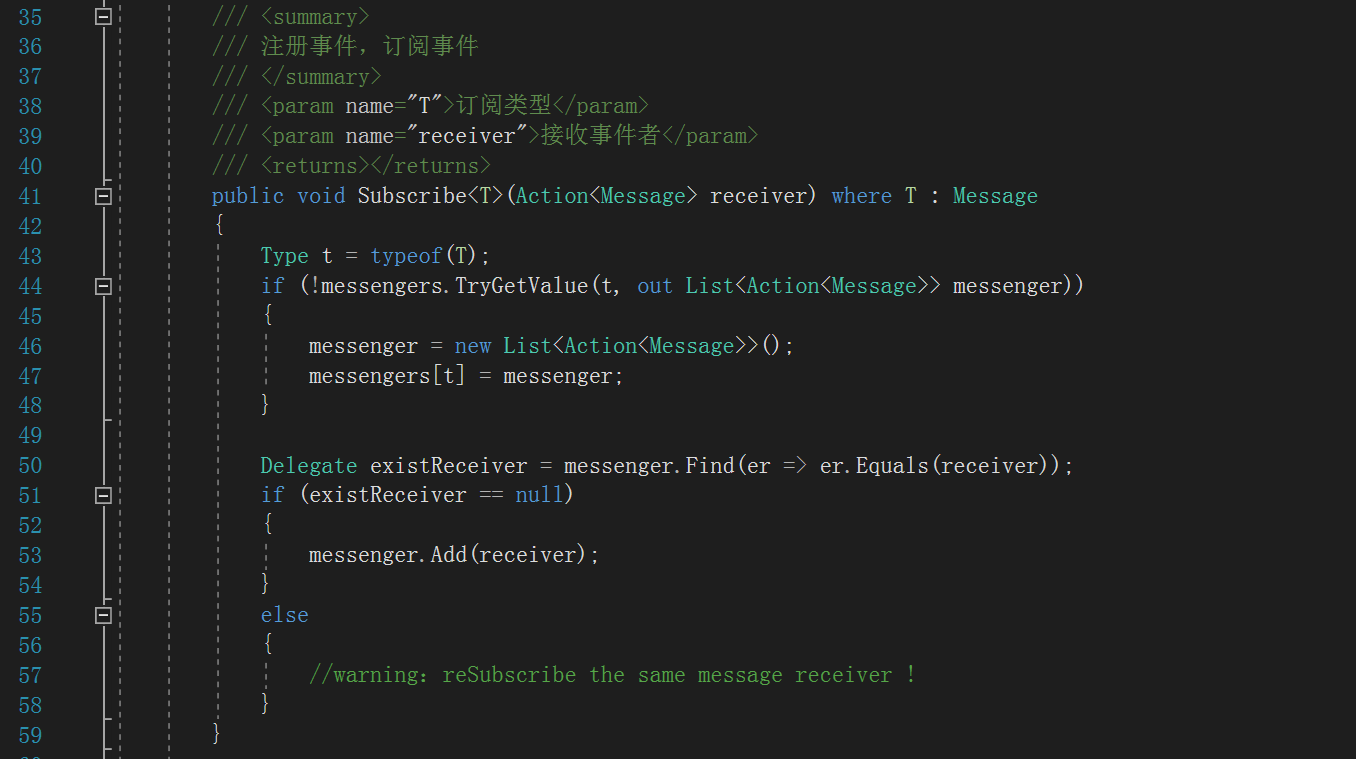 35 /// <summary>
36 /// 注册事件，订阅事件
37 /// </summary>
38 /// <param name="T">订阅类型</param>
39 /// <param name="receiver">接收事件者</param>
40 /// <returns></returns>
41 public void Subscribe<T>(Action<Message> receiver) where T : Message
42 {
43 Type t = typeof(T);
44 if (!messengers.TryGetValue(t, out List<Action<Message>> messenger))
45 {
46 messenger = new List<Action<Message>>();
47 messengers[t] = messenger;
48 }
49
50 Delegate existReceiver = messenger.Find(er => er.Equals(receiver));
51 if (existReceiver == null)
52 {
53 messenger.Add(receiver);
54 }
55 else
56 {
57 //warning：reSubscribe the same message receiver !
58 }
59 }